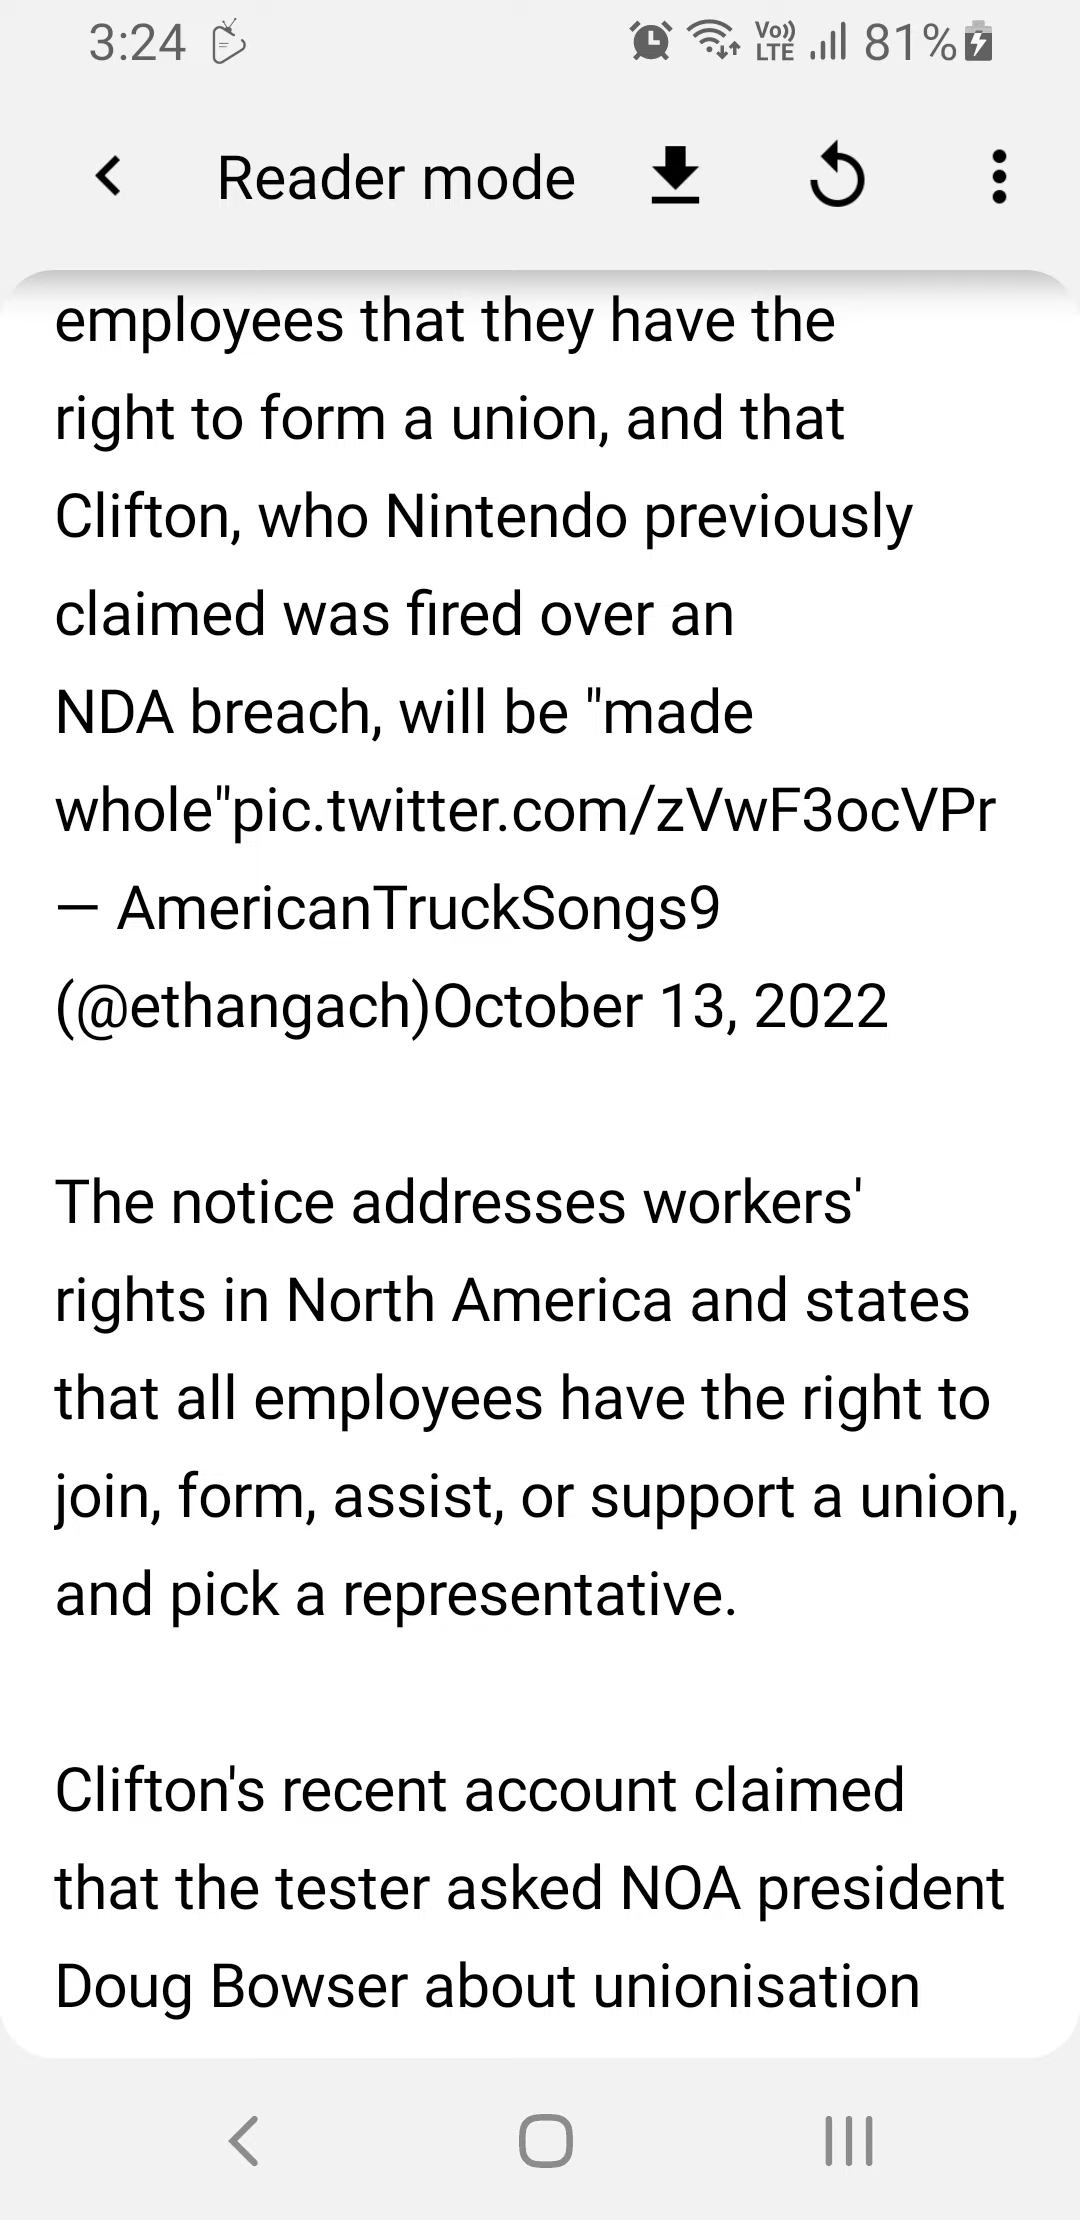 3:24
Vo)) LTE 81%
Reader mode
employees that they have the
right to form a union, and that
Clifton, who Nintendo previously
claimed was fired over an
NDA breach, will be "made
whole"pic.twitter.com/zVwF3ocVPr
— AmericanTruckSongs9
(@ethangach)October 13, 2022
The notice addresses workers'
rights in North America and states
that all employees have the right to
join, form, assist, or support a union,
and pick a representative.
Clifton's recent account claimed
that the tester asked NOA president
Doug Bowser about unionisation